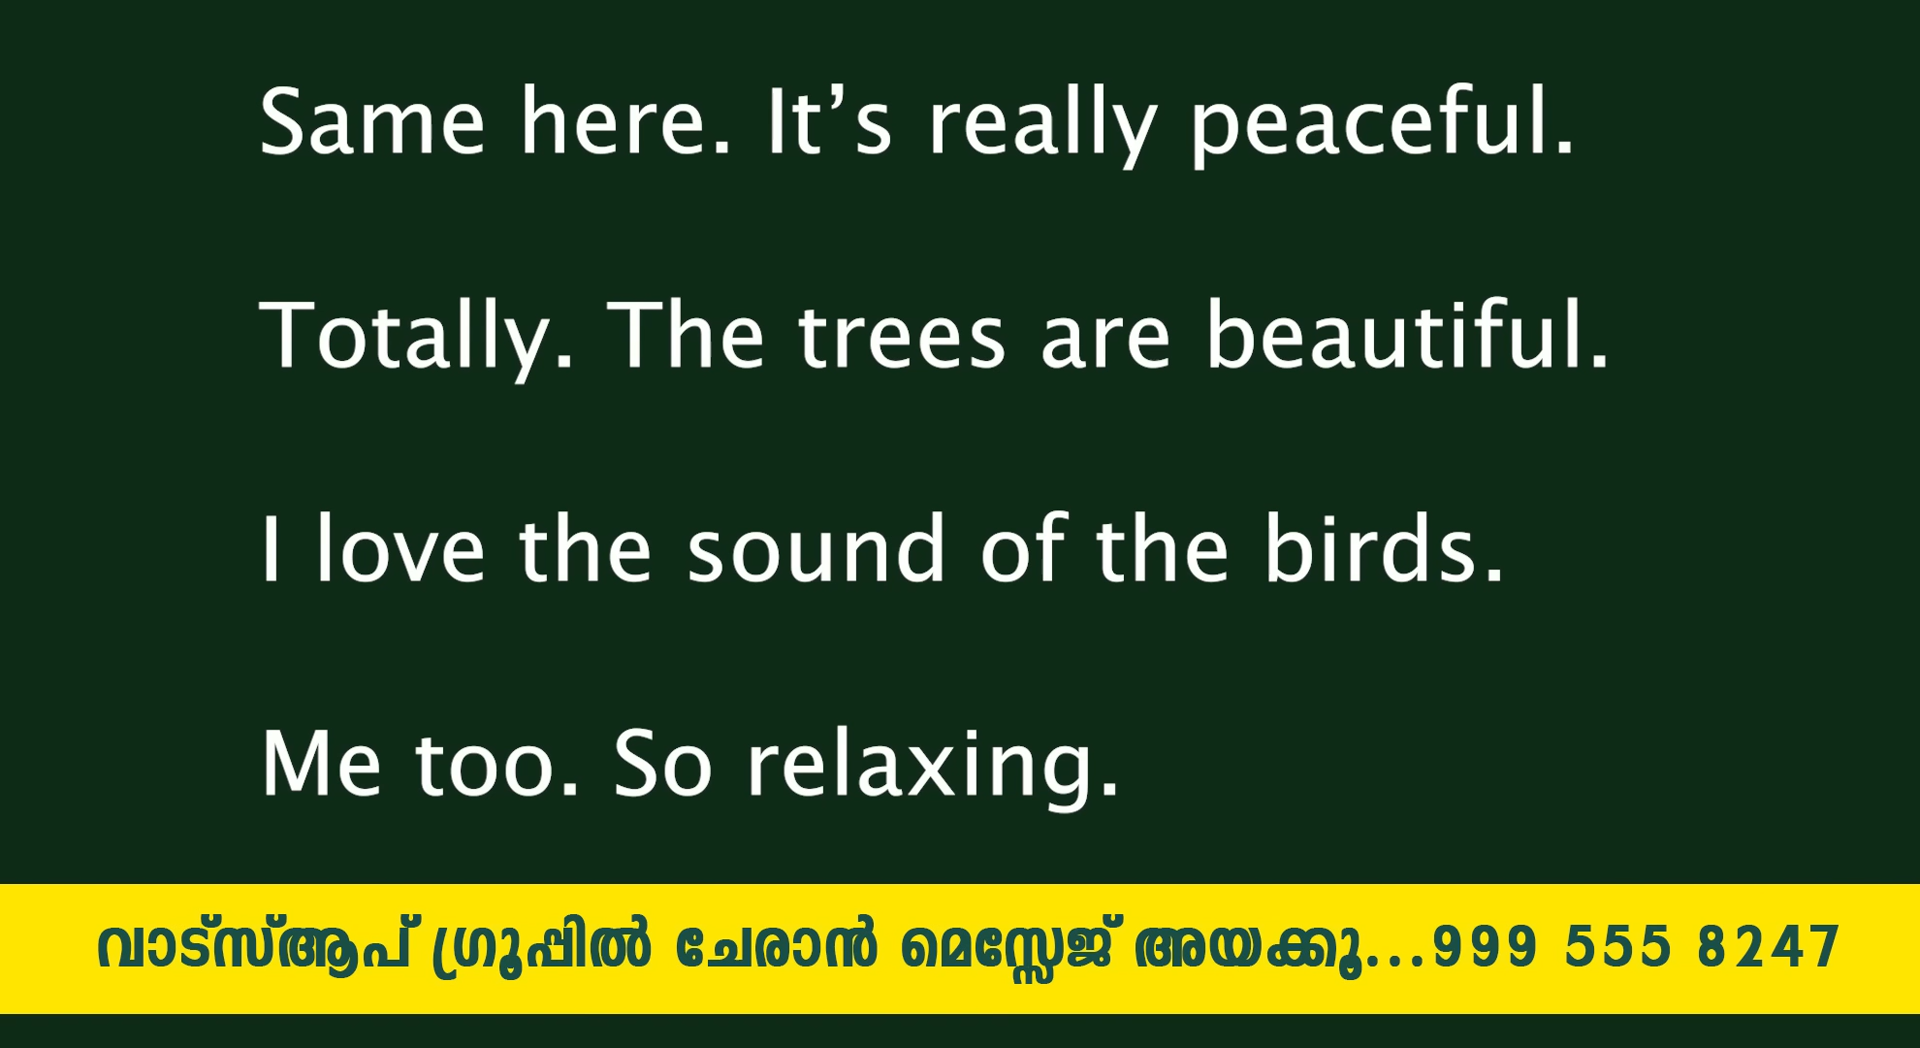 Same here. It’s really peaceful.
Totally. The trees are beautiful.
I love the sound of the birds.
Me too. So relaxing.
വാട്സ്ആപ് ഗ്രൂപ്പിൽ ചേരാൻ മെസ്സേജ് അയക്കൂ...999 555 8247